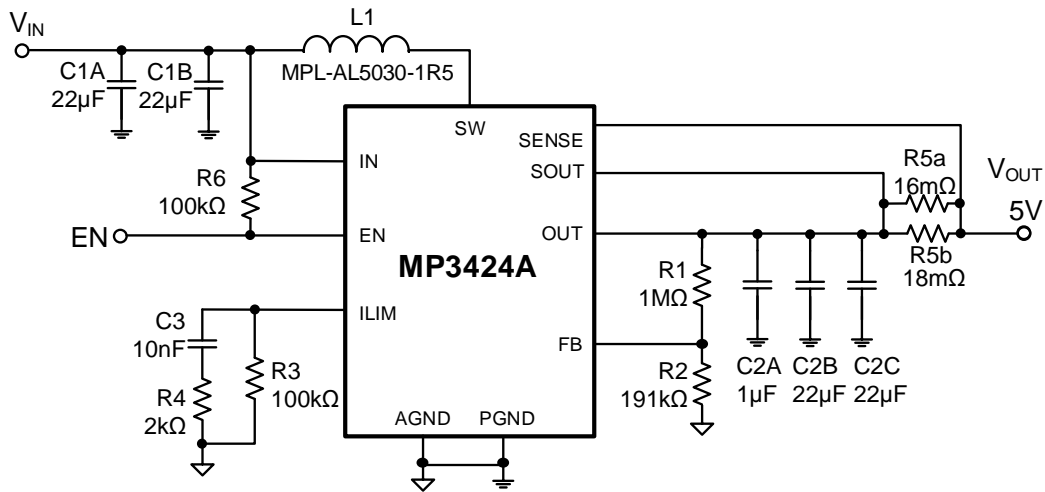 VIN
L1
MPL-AL5030-1R5
C1A
22µF
C1B
22µF
SW
SENSE
SOUT
IN
R6
100kΩ
EN
EN
OUT
MP3424A
R5a
16mΩ
VOUT
5V
R5b
18mΩ
R1
1MΩ
ILIM
C3
10nF
R3
100kΩ
R4
2kΩ
FB
R2
191kΩ
C2A
1µF
C2B
22µF
C2C
22µF
AGND
PGND